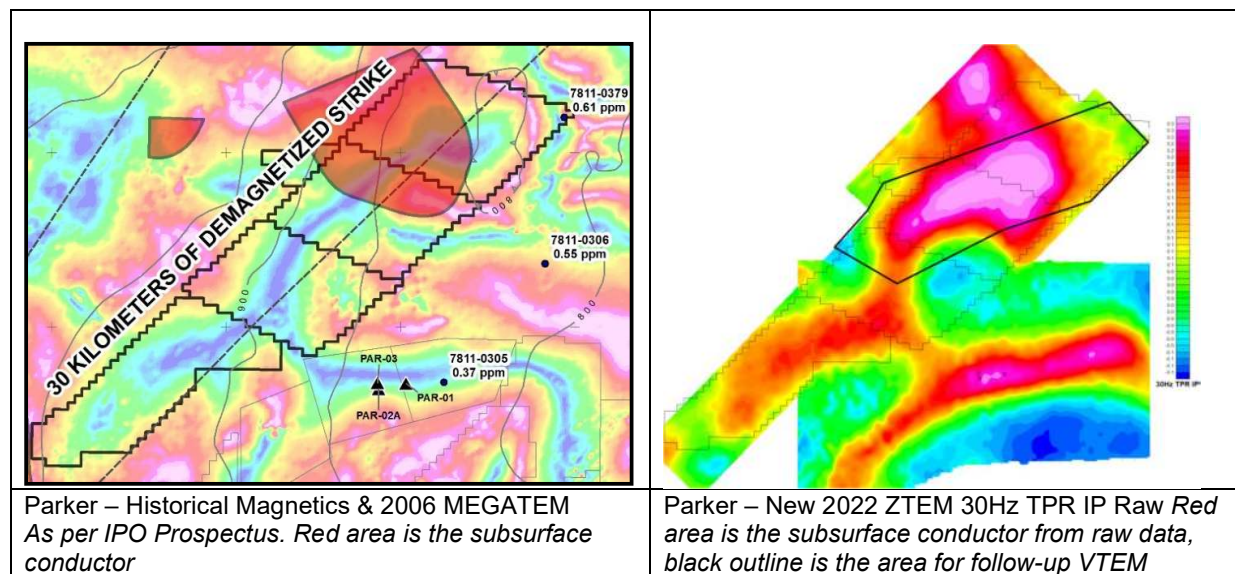 30 KILOMETERS OF DEMAGNETIZED STRIKE
7811-0379
0.61 ppm
7811-0306
0.55 ppm
7811-0305
0.37 ppm
PAR-03
PAR-01
PAR-02A
900
800
800
30Hz TPR IP
Parker – Historical Magnetics & 2006 MEGATEM
As per IPO Prospectus. Red area is the subsurface
conductor
Parker – New 2022 ZTEM 30Hz TPR IP Raw Red
area is the subsurface conductor from raw data,
black outline is the area for follow-up VTEM